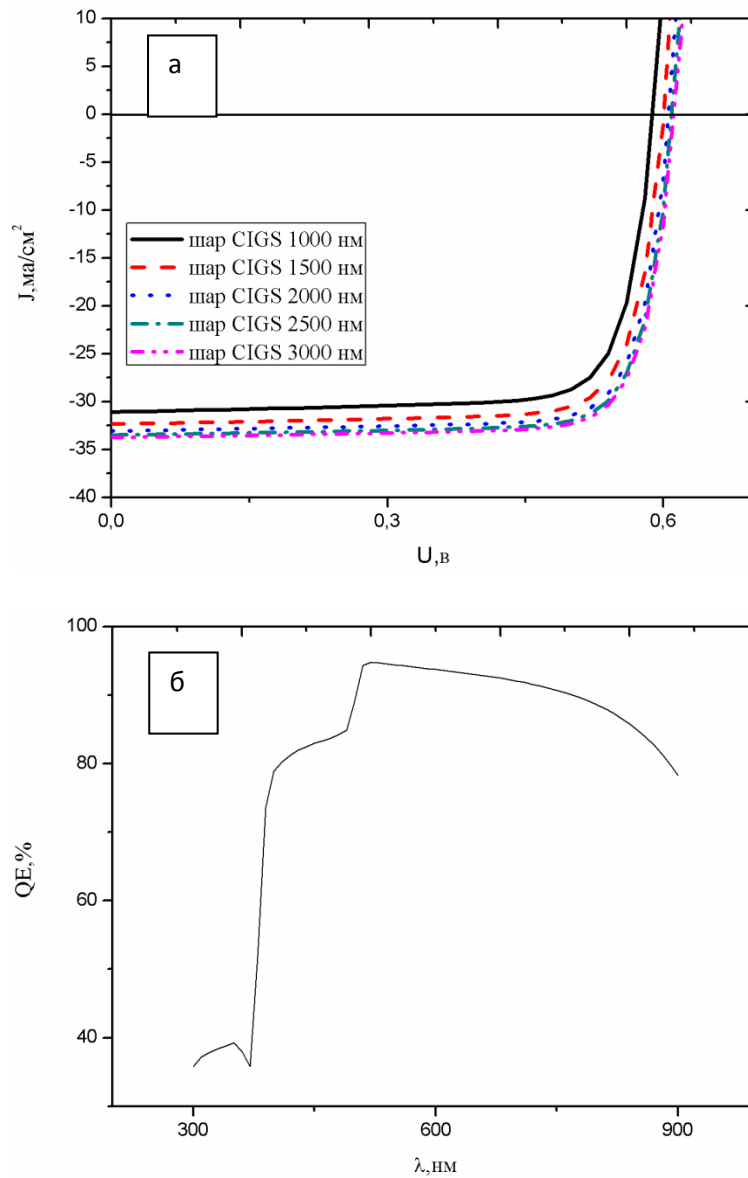 а
10
5
0
-5
-10
-15
-20
-25
-30
-35
-40
J,ма/см²
шар CIGS 1000 нм
шар CIGS 1500 нм
шар CIGS 2000 нм
шар CIGS 2500 нм
шар CIGS 3000 нм
0,0
0,3
0,6
U,в
б
100
80
60
40
QE,%
300
600
900
λ,нм